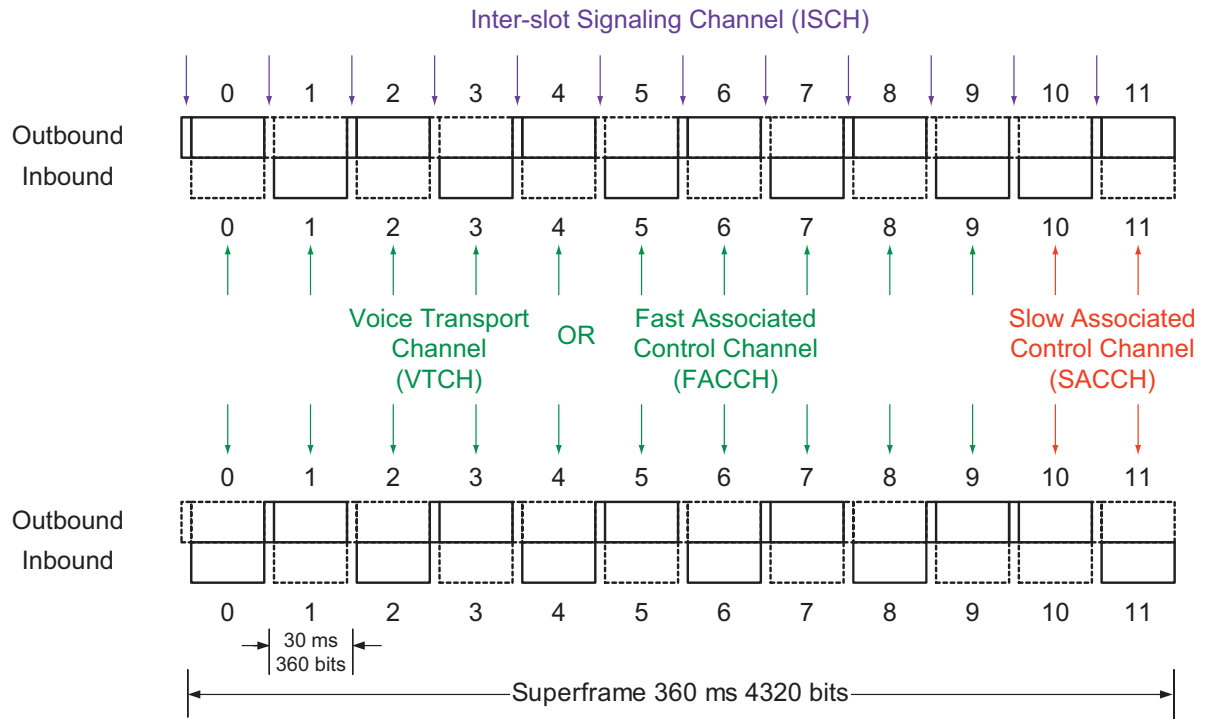 Inter-slot Signaling Channel (ISCH)
0 1 2 3 4 5 6 7 8 9 10 11
Outbound
Inbound
0 1 2 3 4 5 6 7 8 9 10 11
Voice Transport
Channel
(VTCH)
OR
Fast Associated
Control Channel
(FACCH)
Slow Associated
Control Channel
(SACCH)
0 1 2 3 4 5 6 7 8 9 10 11
Outbound
Inbound
0 1 2 3 4 5 6 7 8 9 10 11
30 ms
360 bits
Superframe 360 ms 4320 bits